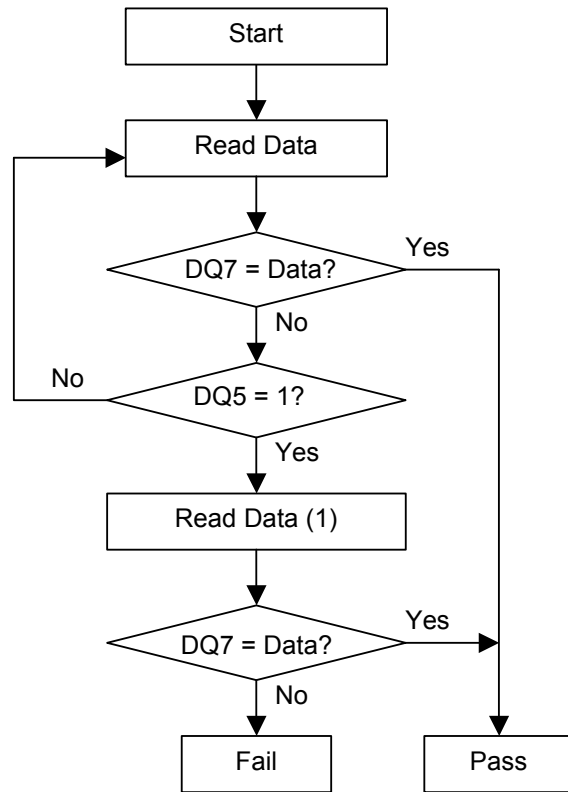 Start
Read Data
DQ7 = Data?
Yes
No
DQ5 = 1?
No
Yes
Read Data (1)
DQ7 = Data?
Yes
No
Fail
Pass